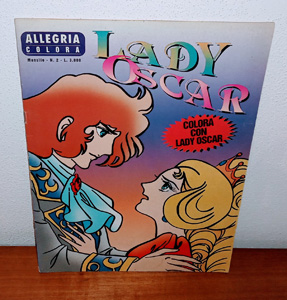 ALLEGRIA
COLORA
Mensile - N. 2 - L. 2,000
LADY
OSCAR
COLORA
CON
LADY OSCAR